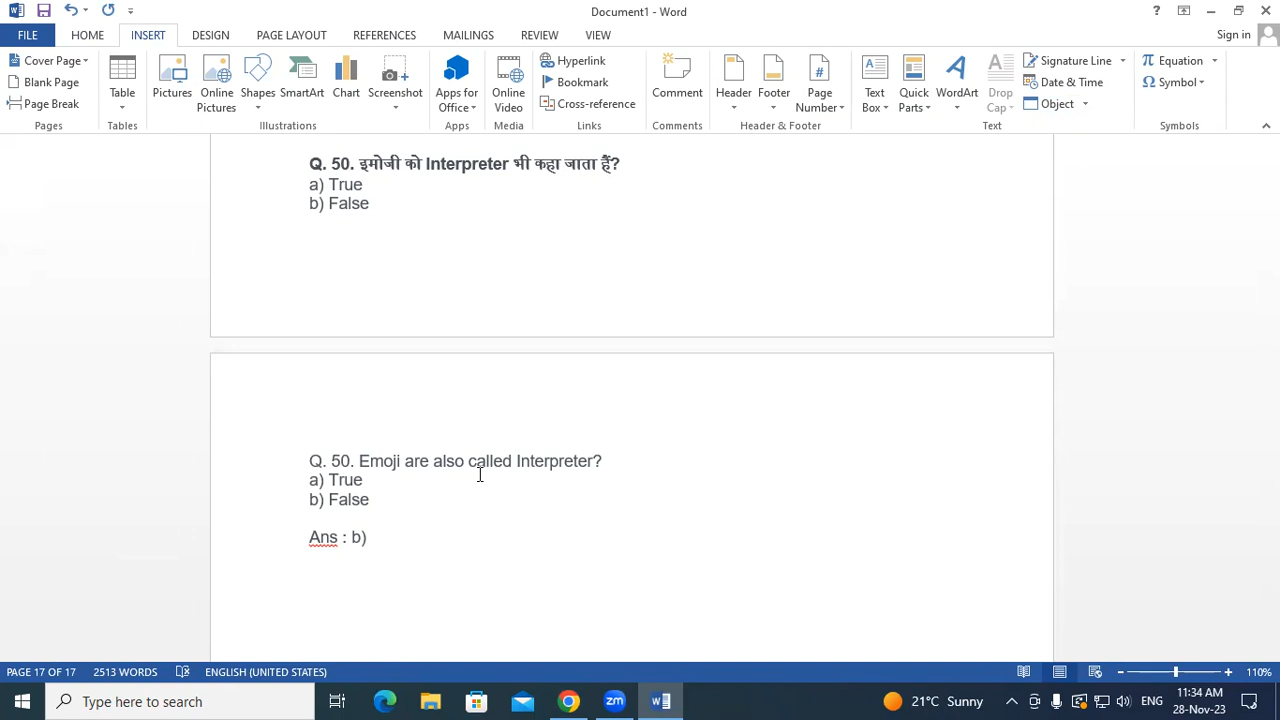 Document1 - Word
?
FILE
HOME
INSERT
DESIGN
PAGE LAYOUT
REFERENCES
MAILINGS
REVIEW
VIEW
Sign in
Cover Page
Blank Page
Page Break
Pages
Table
Tables
Pictures
Online Pictures
Shapes
SmartArt
Chart
Screenshot
Illustrations
Apps for Office
Apps
Online Video
Media
Hyperlink
Bookmark
Cross-reference
Links
Comment
Comments
Header
Footer
Page Number
Header & Footer
Text Box
Quick Parts
WordArt
Drop Cap
Signature Line
Date & Time
Object
Text
Equation
Symbol
Symbols
Q. 50. इमोजी को Interpreter भी कहा जाता हैं?
a) True
b) False
Q. 50. Emoji are also called Interpreter?
a) True
b) False
Ans : b)
PAGE 17 OF 17
2513 WORDS
ENGLISH (UNITED STATES)
110%
Type here to search
zm
21°C Sunny
ENG
11:34 AM
28-Nov-23